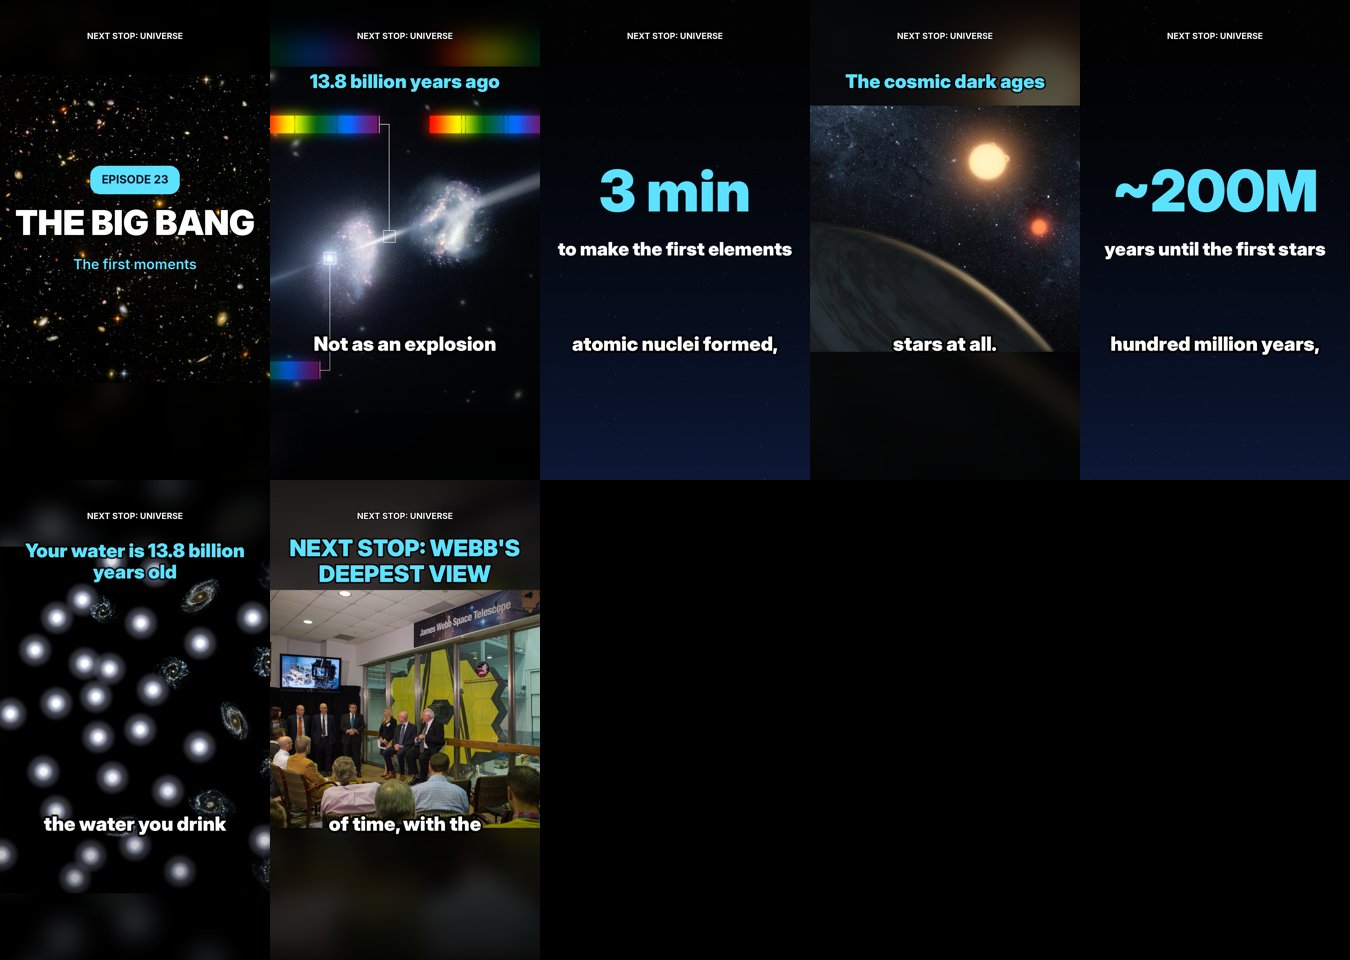 NEXT STOP: UNIVERSE
EPISODE 23
THE BIG BANG
The first moments
NEXT STOP: UNIVERSE
13.8 billion years ago
Not as an explosion
NEXT STOP: UNIVERSE
3 min
to make the first elements
atomic nuclei formed,
NEXT STOP: UNIVERSE
The cosmic dark ages
stars at all.
NEXT STOP: UNIVERSE
~200M
years until the first stars
hundred million years,
NEXT STOP: UNIVERSE
Your water is 13.8 billion
years old
the water you drink
NEXT STOP: UNIVERSE
NEXT STOP: WEBB'S
DEEPEST VIEW
James Webb Space Telescope
of time, with the